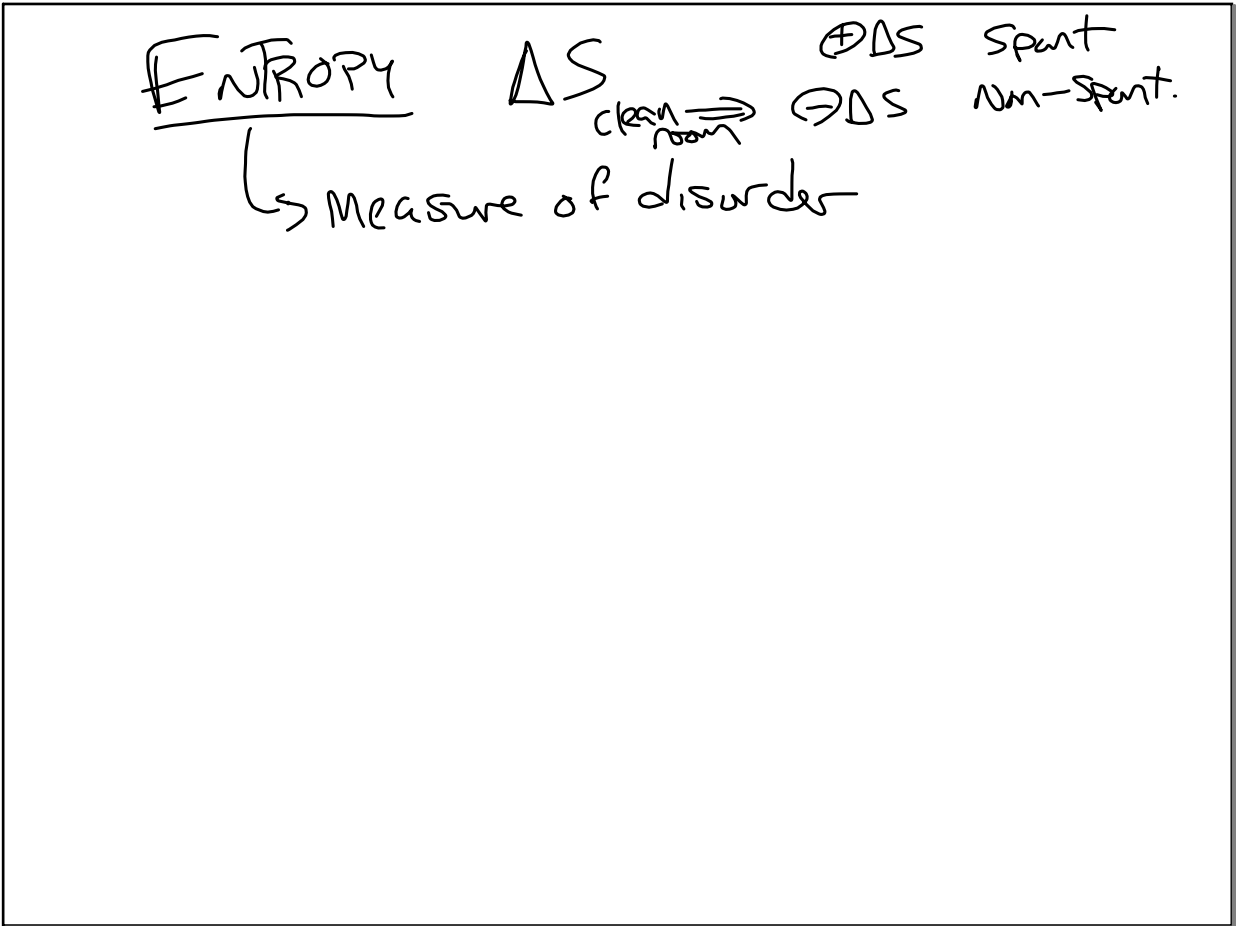 ENTROPY ΔS ⊕ΔS Spont
clean room ⇒ ⊖ΔS Non-Spont.
↳ Measure of disorder